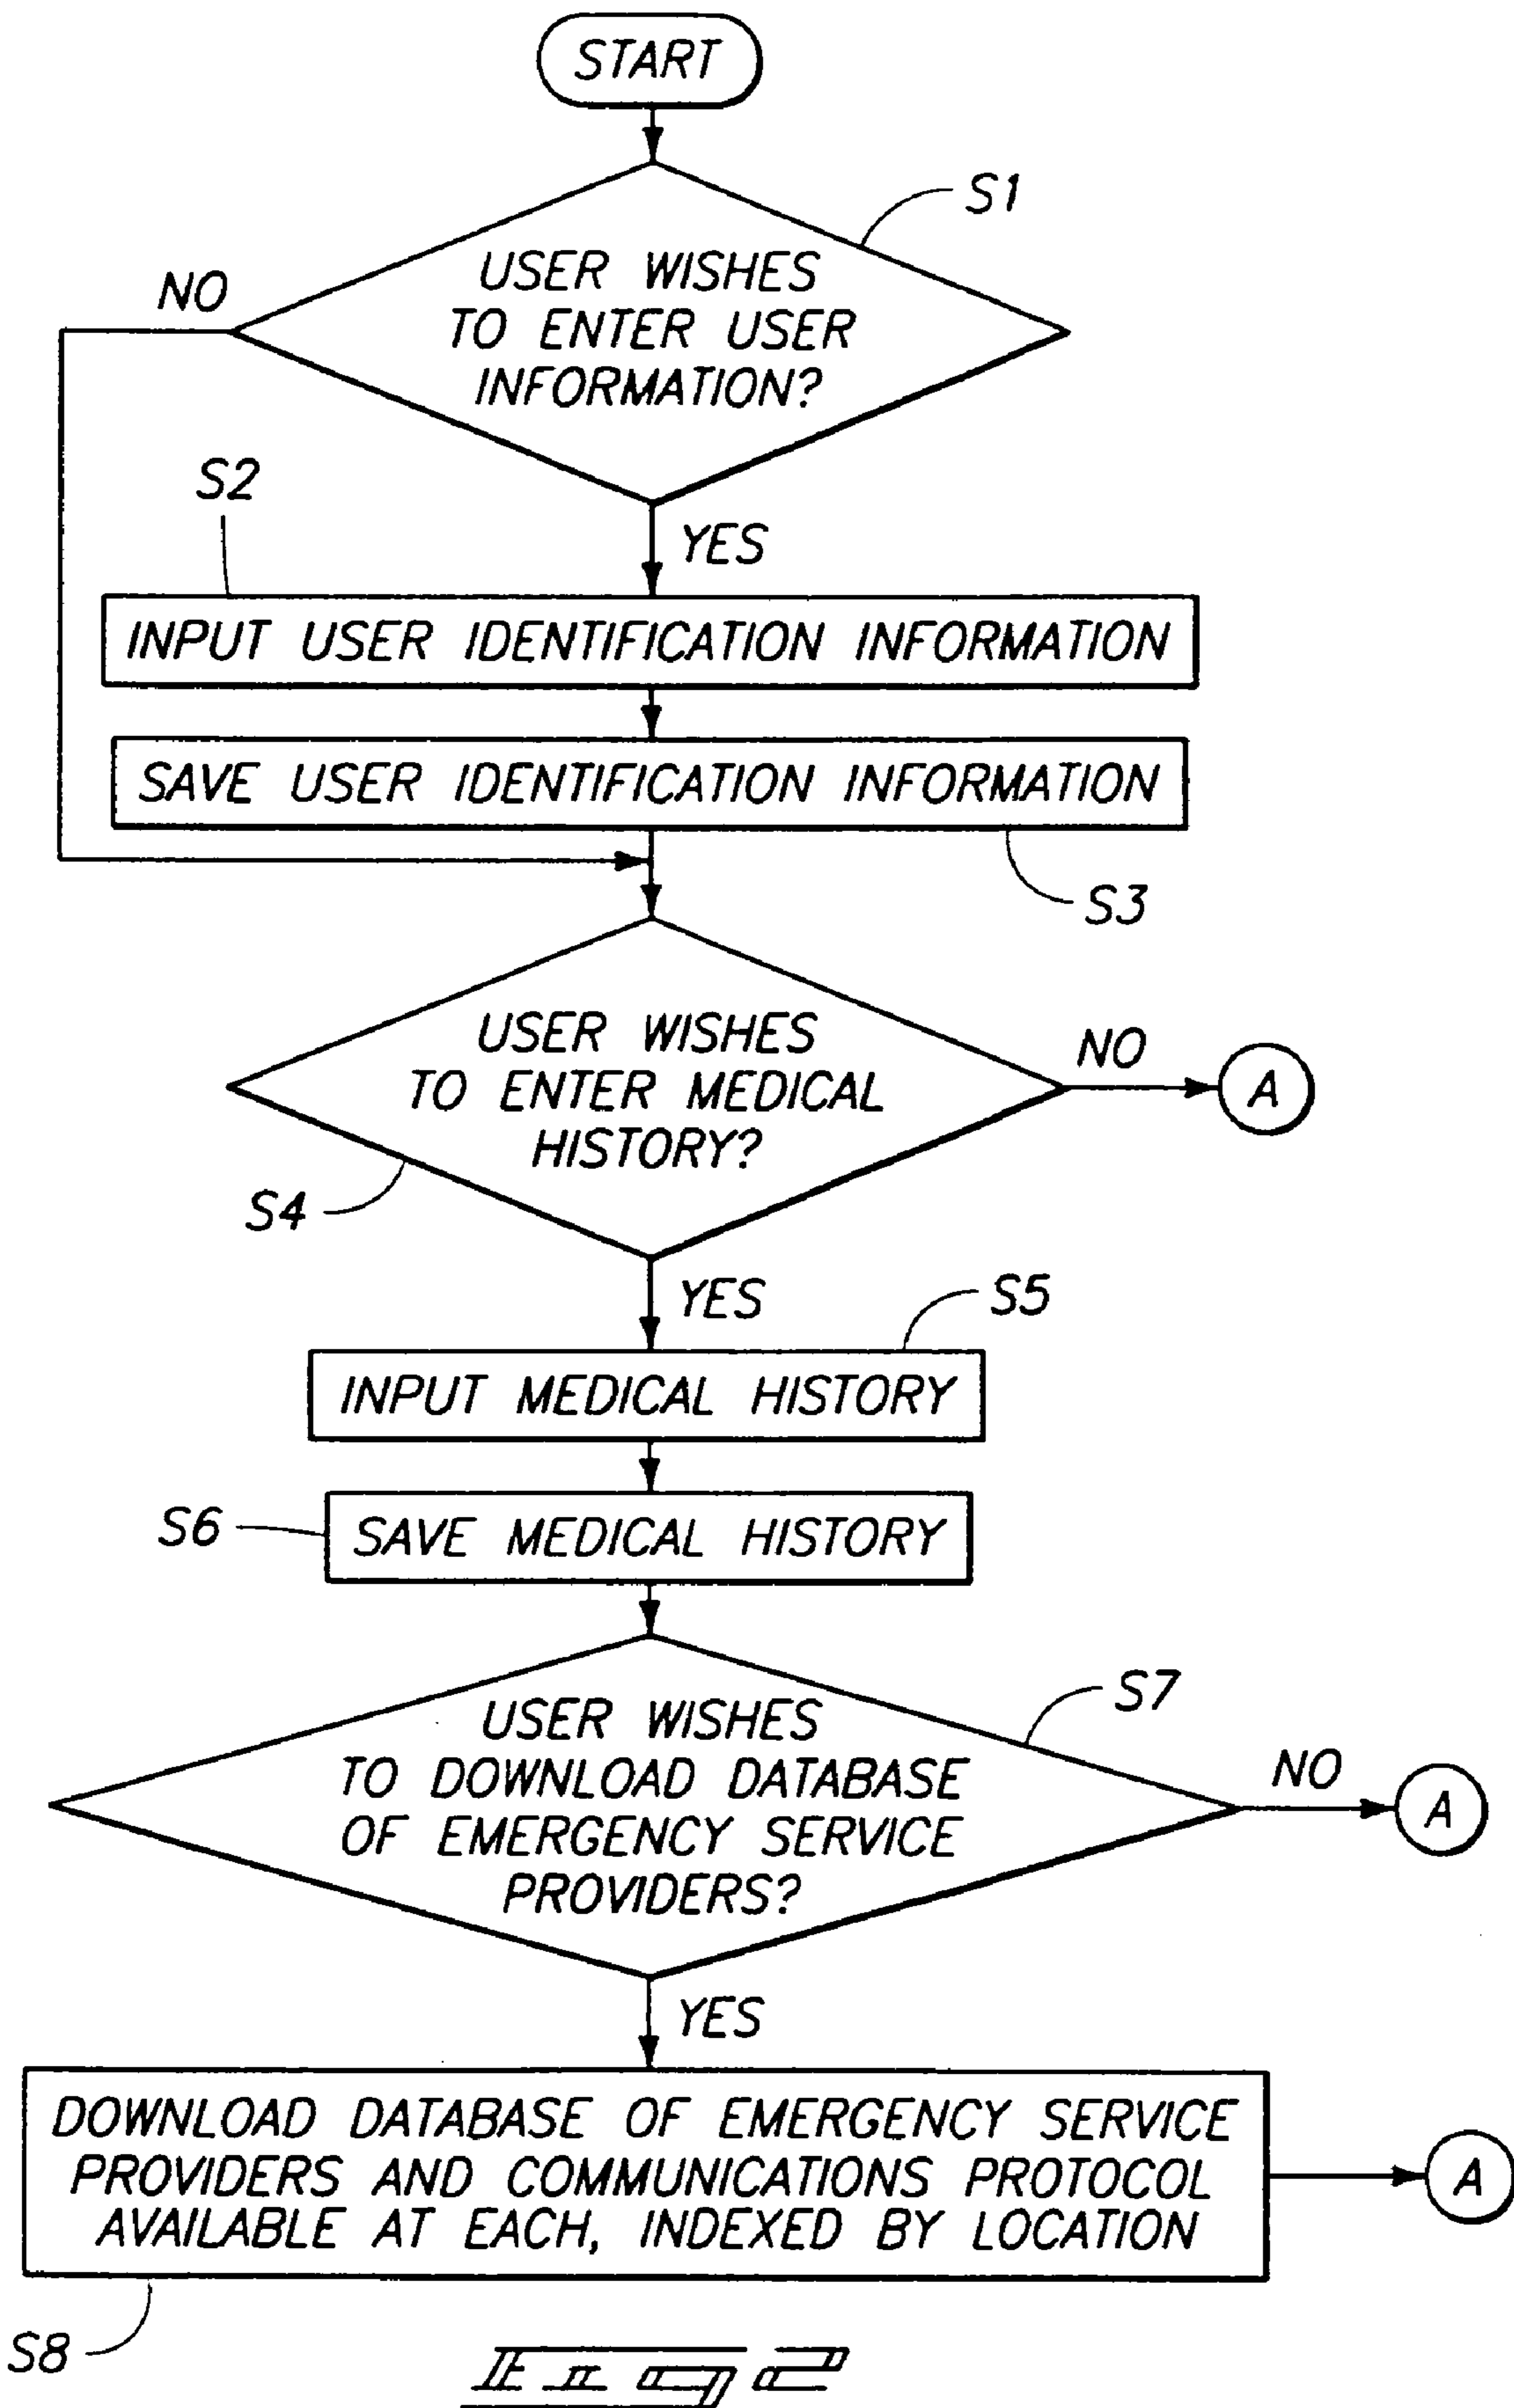 START
S1
NO
USER WISHES
TO ENTER USER
INFORMATION?
S2
YES
INPUT USER IDENTIFICATION INFORMATION
SAVE USER IDENTIFICATION INFORMATION
S3
USER WISHES
TO ENTER MEDICAL
HISTORY?
NO
A
S4
YES
S5
INPUT MEDICAL HISTORY
S6
SAVE MEDICAL HISTORY
S7
USER WISHES
TO DOWNLOAD DATABASE
OF EMERGENCY SERVICE
PROVIDERS?
NO
A
YES
DOWNLOAD DATABASE OF EMERGENCY SERVICE
PROVIDERS AND COMMUNICATIONS PROTOCOL
AVAILABLE AT EACH, INDEXED BY LOCATION
A
S8
FIG 2